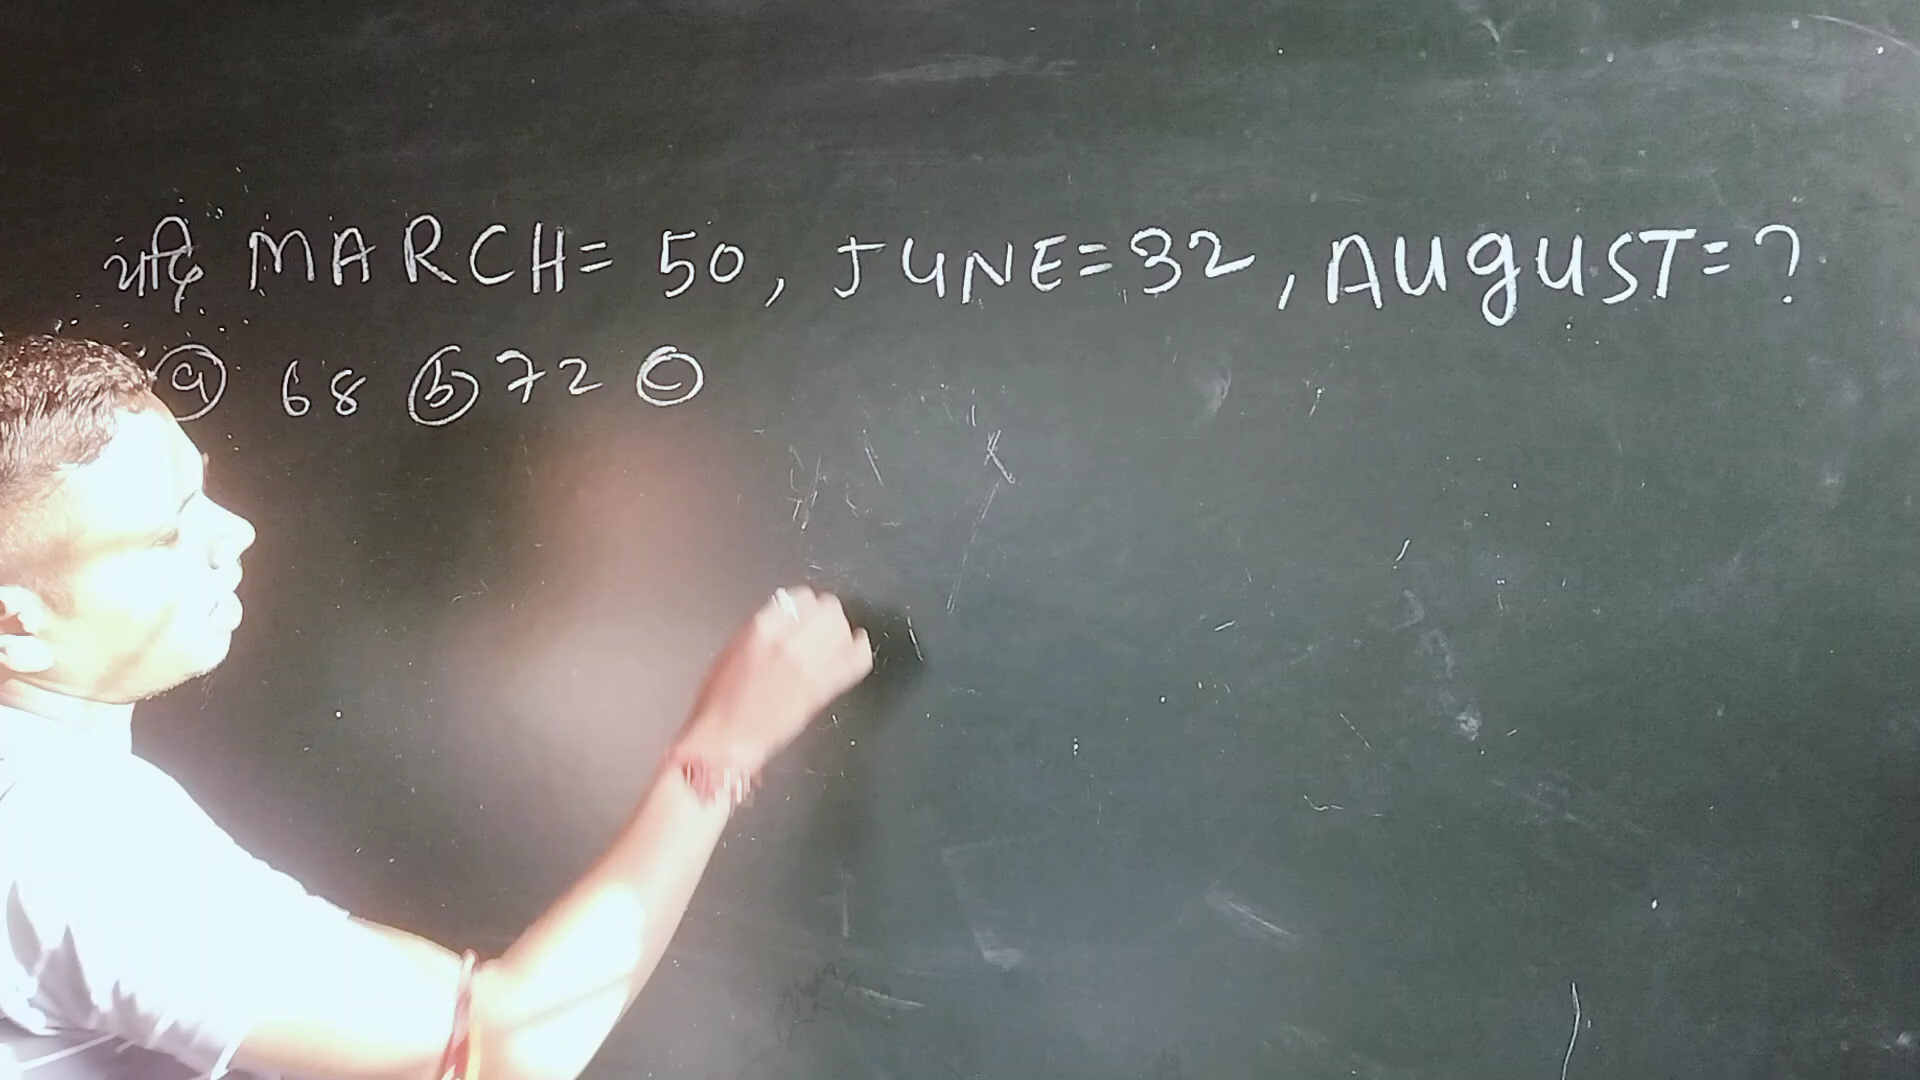 यदि MARCH= 50, JUNE=32, AUgUST=?
ⓐ 68 ⓑ 72 ⓒ